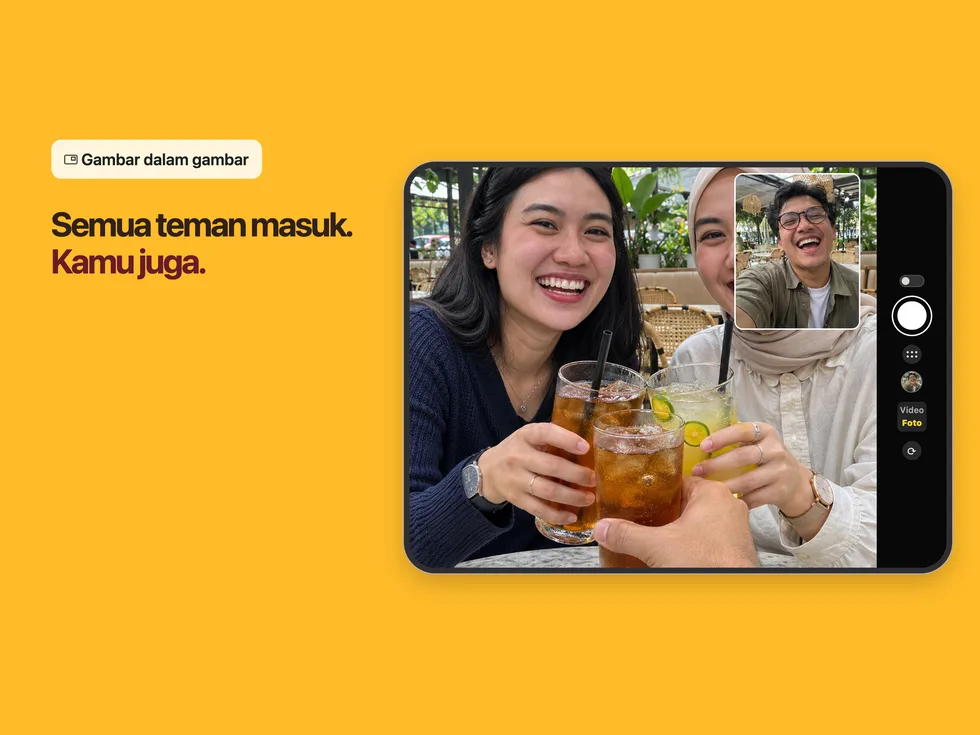 Gambar dalam gambar
Semua teman masuk.
Kamu juga.
Video
Foto